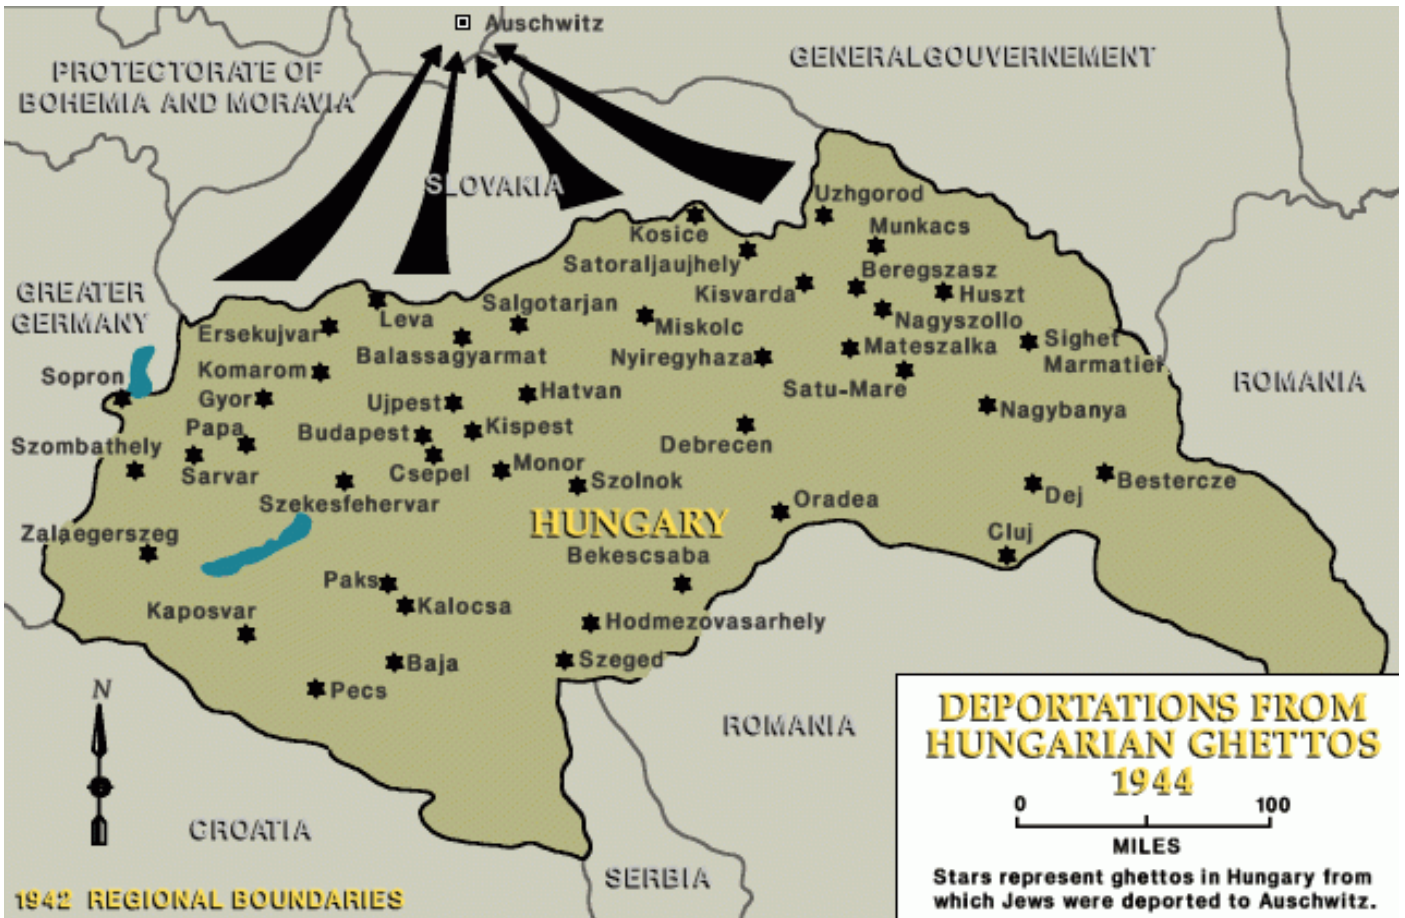 Auschwitz
GENERALGOUVERNEMENT
PROTECTORATE OF
BOHEMIA AND MORAVIA
SLOVAKIA
Uzhgorod
Kosice
Munkacs
Satoraljaujhely
Beregszasz
Kisvarda
Huszt
GREATER
GERMANY
Salgotarjan
Leva
Ersekujvar
Miskolc
Nagyszollo
Balassagyarmat
Nyiregyhaza
Mateszalka
Sighet
Marmatiei
Sopron
Komarom
Gyor
Ujpest
Hatvan
Satu-Mare
ROMANIA
Nagybanya
Papa
Budapest
Kispest
Debrecen
Szombathely
Sarvar
Csepel
Monor
Szolnok
Dej
Bestercze
Szekesfehervar
Oradea
HUNGARY
Zalaegerszeg
Cluj
Bekescsaba
Paks
Kalocsa
Kaposvar
Hodmezovasarhely
Baja
Szeged
Pecs
N
ROMANIA
CROATIA
SERBIA
DEPORTATIONS FROM
HUNGARIAN GHETTOS
1944
0 100
MILES
Stars represent ghettos in Hungary from
which Jews were deported to Auschwitz.
1942 REGIONAL BOUNDARIES